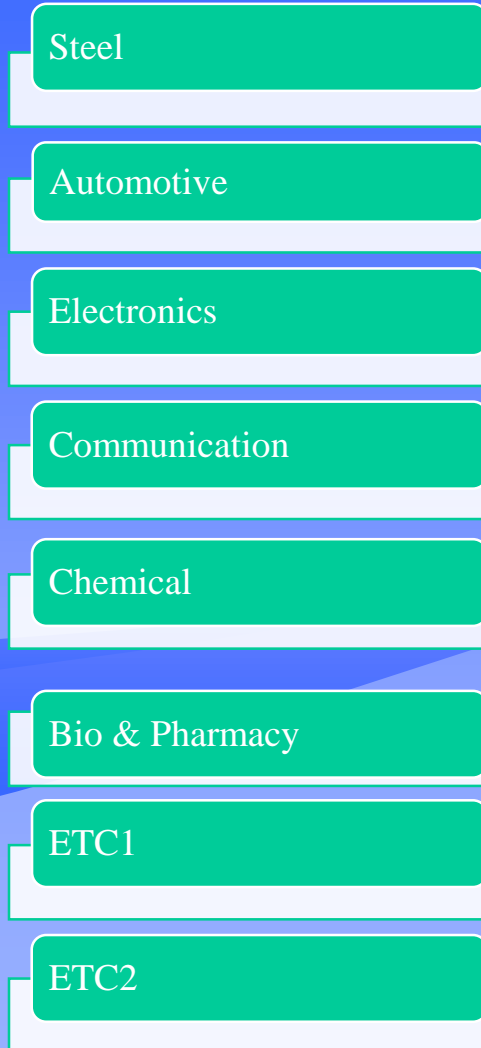 Steel
Automotive
Electronics
Communication
Chemical
Bio & Pharmacy
ETC1
ETC2